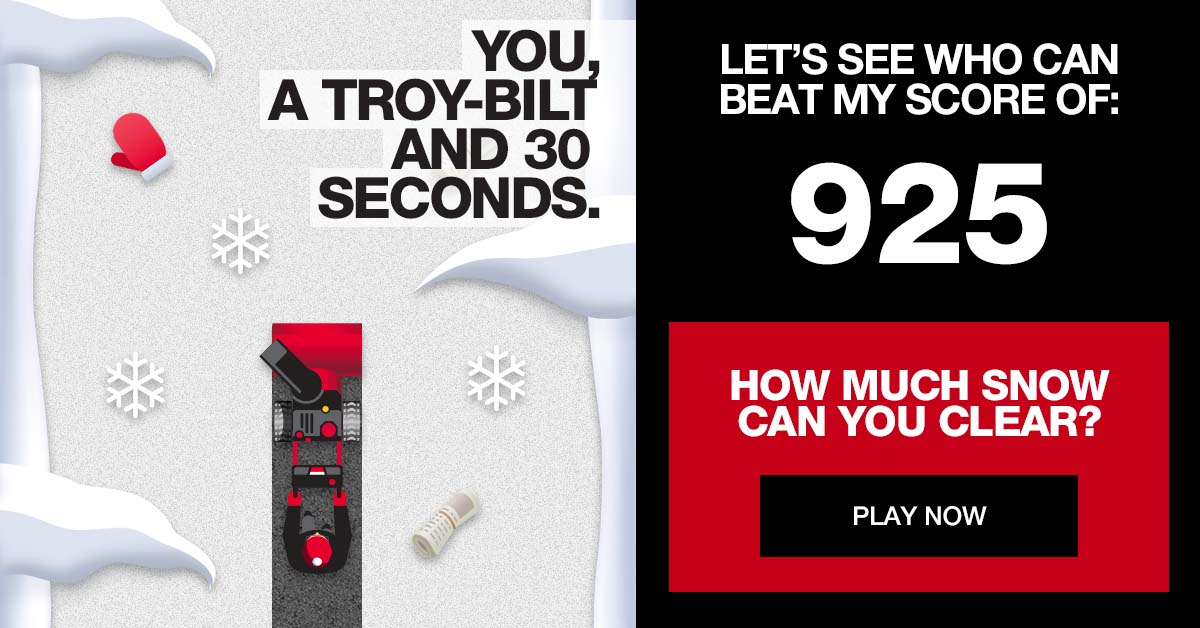 YOU,
A TROY-BILT
AND 30
SECONDS.
LET’S SEE WHO CAN
BEAT MY SCORE OF:
925
HOW MUCH SNOW
CAN YOU CLEAR?
PLAY NOW